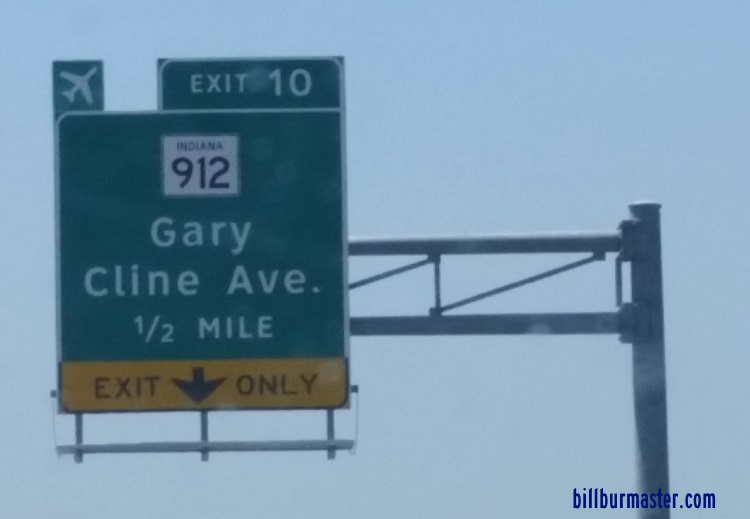 EXIT 10
INDIANA
912
Gary
Cline Ave.
1/2 MILE
EXIT ONLY
billburmaster.com